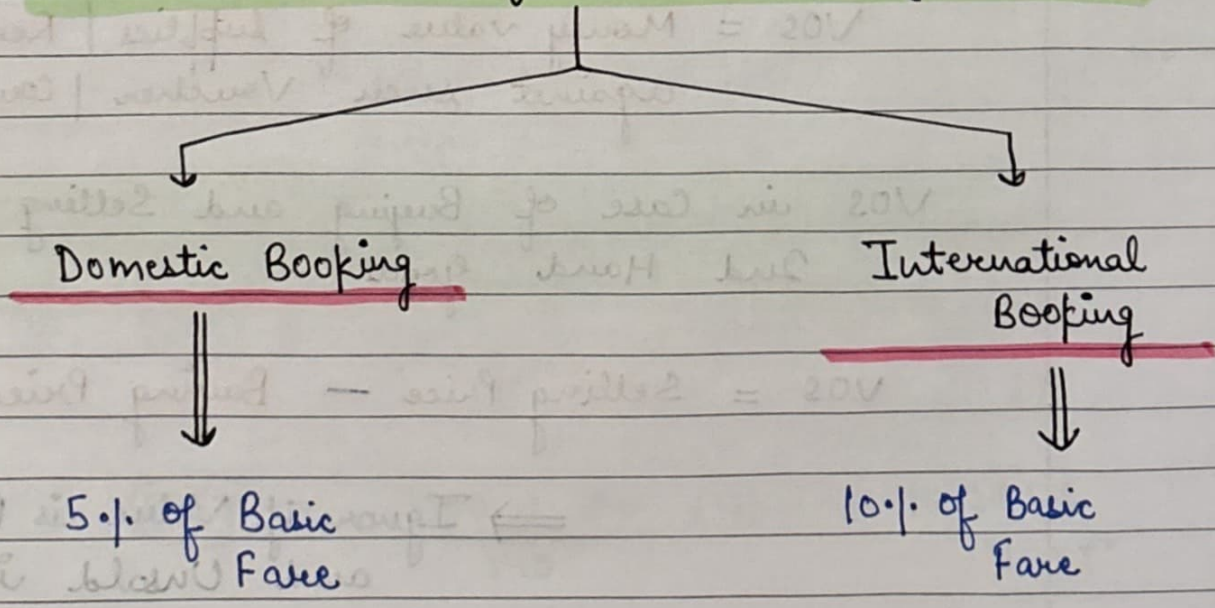 Domestic Booking
International
Booking
5% of Basic
Fare
10% of Basic
Fare